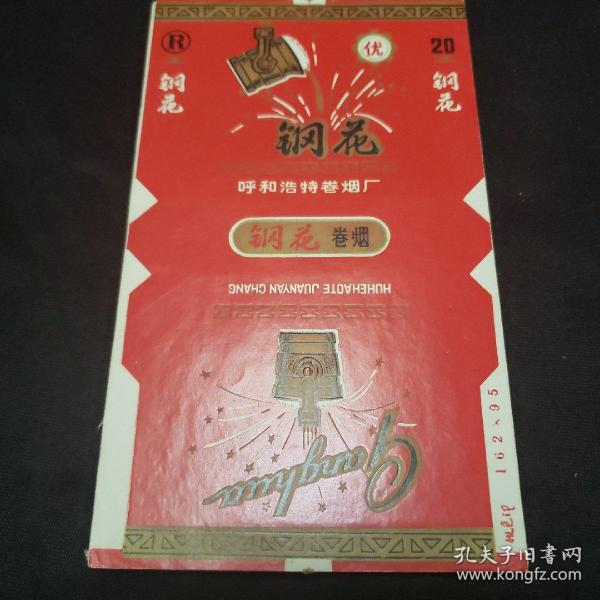 ®
优
20
钢花
钢花
钢花
呼和浩特卷烟厂
钢花 卷烟
HUHEHAOTE JUANYAN CHANG
Ganghua
162×95
孔夫子旧书网
www.kongfz.com